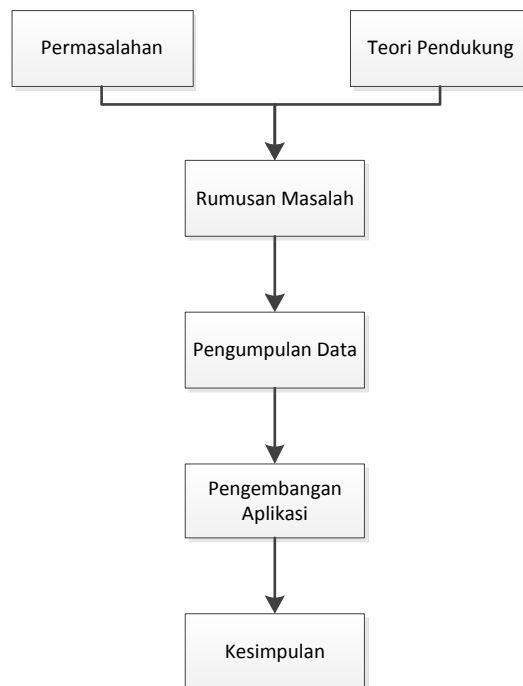 Permasalahan
Teori Pendukung
Rumusan Masalah
Pengumpulan Data
Pengembangan
Aplikasi
Kesimpulan